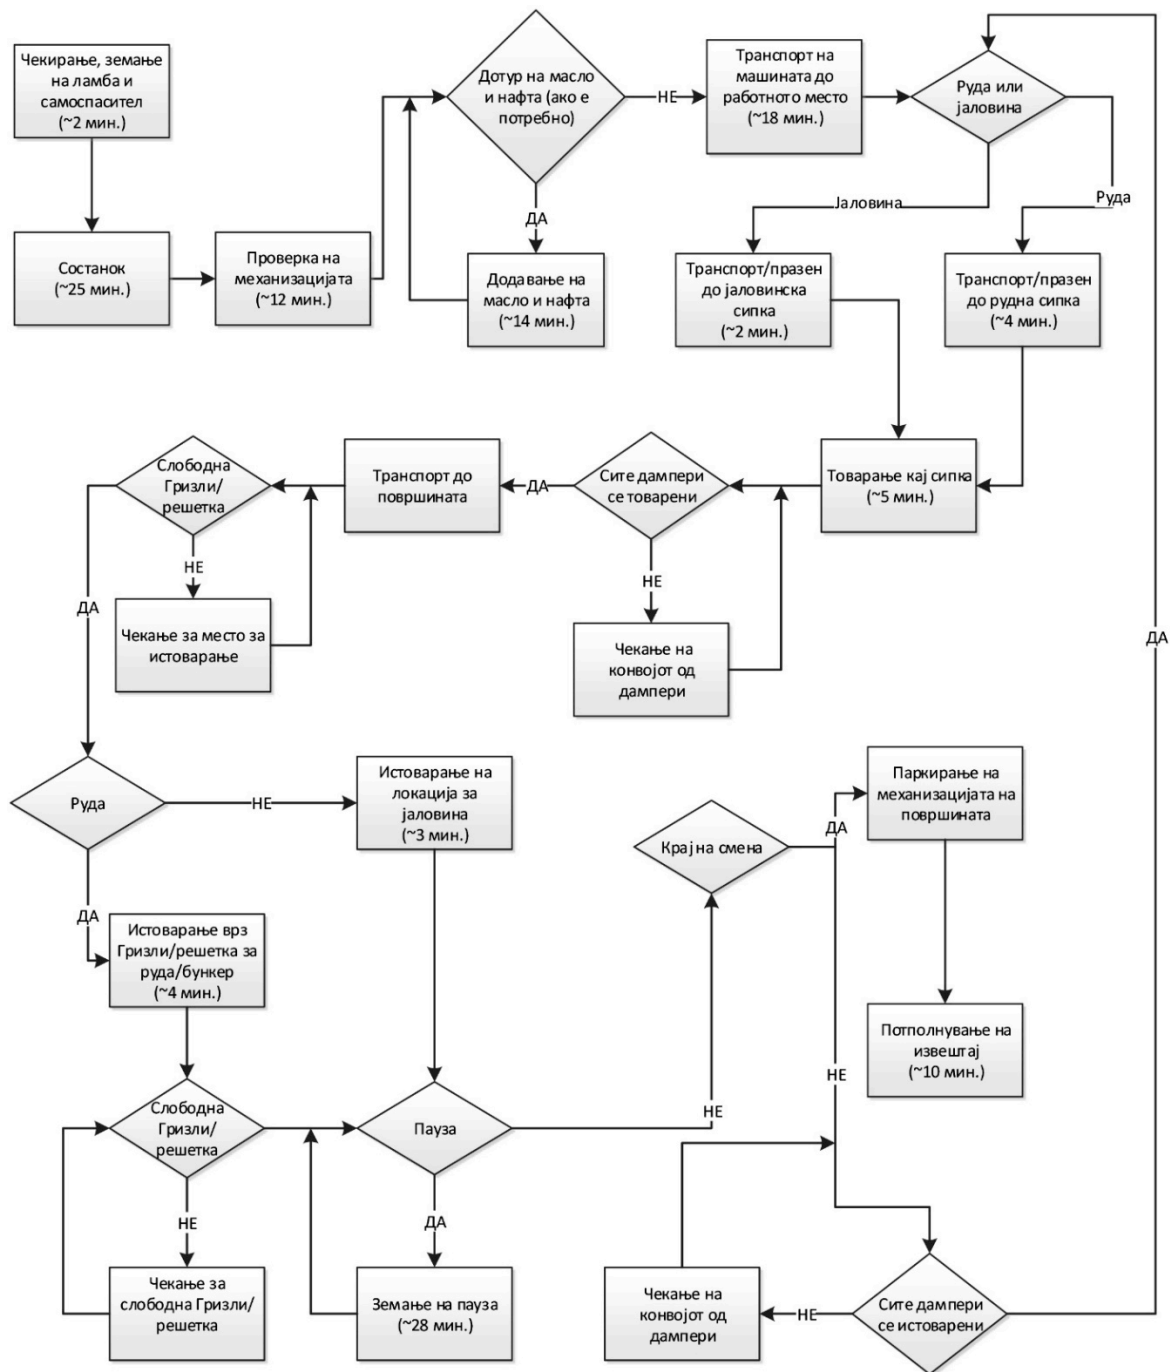 Чекирање, земање
на ламба и
самоспасител
(~2 мин.)
Дотур на масло
и нафта (ако е
потребно)
НЕ
Транспорт на
машината до
работното место
(~18 мин.)
Руда или
јаловина
ДА
Јаловина
Руда
Состанок
(~25 мин.)
Проверка на
механизацијата
(~12 мин.)
Додавање на
масло и нафта
(~14 мин.)
Транспорт/празен
до јаловинска
сипка
(~2 мин.)
Транспорт/празен
до рудна сипка
(~4 мин.)
Слободна
Гризли/
решетка
Транспорт до
површината
ДА
Сите дампери
се товарени
Товарање кај сипка
(~5 мин.)
НЕ
НЕ
ДА
Чекање за место за
истоварање
Чекање на
конвојот од
дампери
ДА
Руда
НЕ
Истоварање на
локација за
јаловина
(~3 мин.)
Крај на смена
ДА
Паркирање на
механизацијата на
површината
ДА
Истоварање врз
Гризли/решетка за
руда/бункер
(~4 мин.)
Потполнување на
извештај
(~10 мин.)
Слободна
Гризли/
решетка
Пауза
НЕ
НЕ
НЕ
ДА
Чекање за
слободна Гризли/
решетка
Земање на пауза
(~28 мин.)
Чекање на
конвојот од
дампери
НЕ
Сите дампери
се истоварени